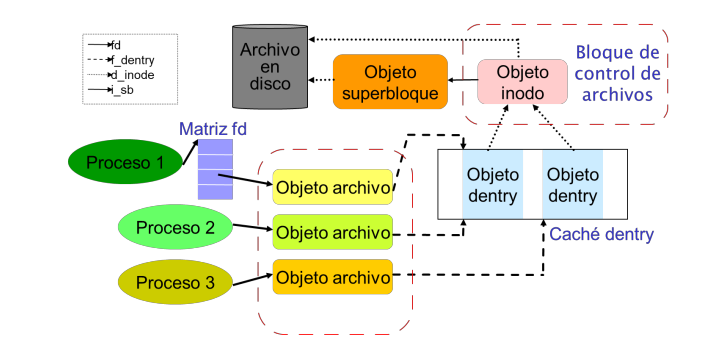 fd
f_dentry
d_inode
i_sb
Archivo
en
disco
Objeto
superbloque
Objeto
inodo
Bloque de
control de
archivos
Matriz fd
Proceso 1
Objeto archivo
Objeto
dentry
Objeto
dentry
Proceso 2
Objeto archivo
Caché dentry
Proceso 3
Objeto archivo